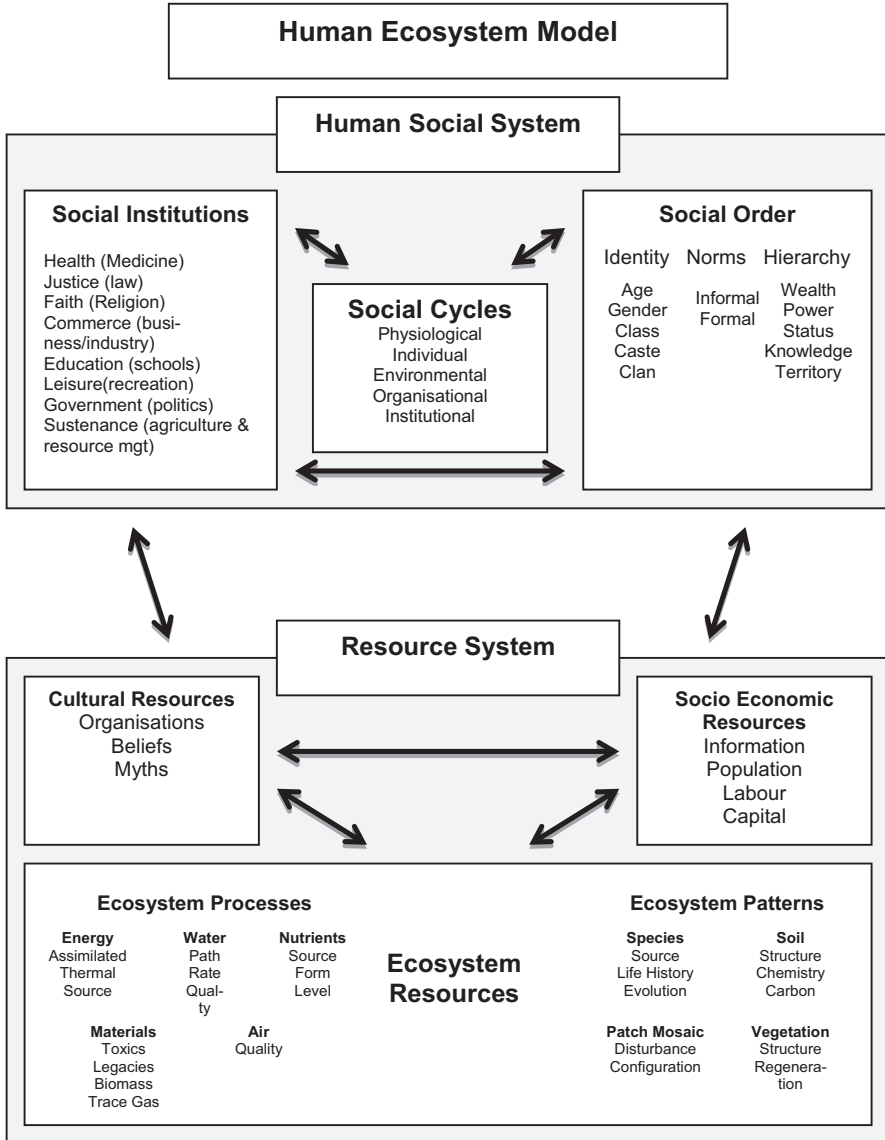 Human Ecosystem Model
Human Social System
Social Institutions
Health (Medicine)
Justice (law)
Faith (Religion)
Commerce (busi-
ness/industry)
Education (schools)
Leisure(recreation)
Government (politics)
Sustenance (agriculture &
resource mgt)
Social Cycles
Physiological
Individual
Environmental
Organisational
Institutional
Social Order
Identity
Age
Gender
Class
Caste
Clan
Norms
Informal
Formal
Hierarchy
Wealth
Power
Status
Knowledge
Territory
Resource System
Cultural Resources
Organisations
Beliefs
Myths
Socio Economic
Resources
Information
Population
Labour
Capital
Ecosystem Processes
Energy
Assimilated
Thermal
Source
Water
Path
Rate
Quali-
ty
Nutrients
Source
Form
Level
Materials
Toxics
Legacies
Biomass
Trace Gas
Air
Quality
Ecosystem
Resources
Ecosystem Patterns
Species
Source
Life History
Evolution
Soil
Structure
Chemistry
Carbon
Patch Mosaic
Disturbance
Configuration
Vegetation
Structure
Regenera-
tion